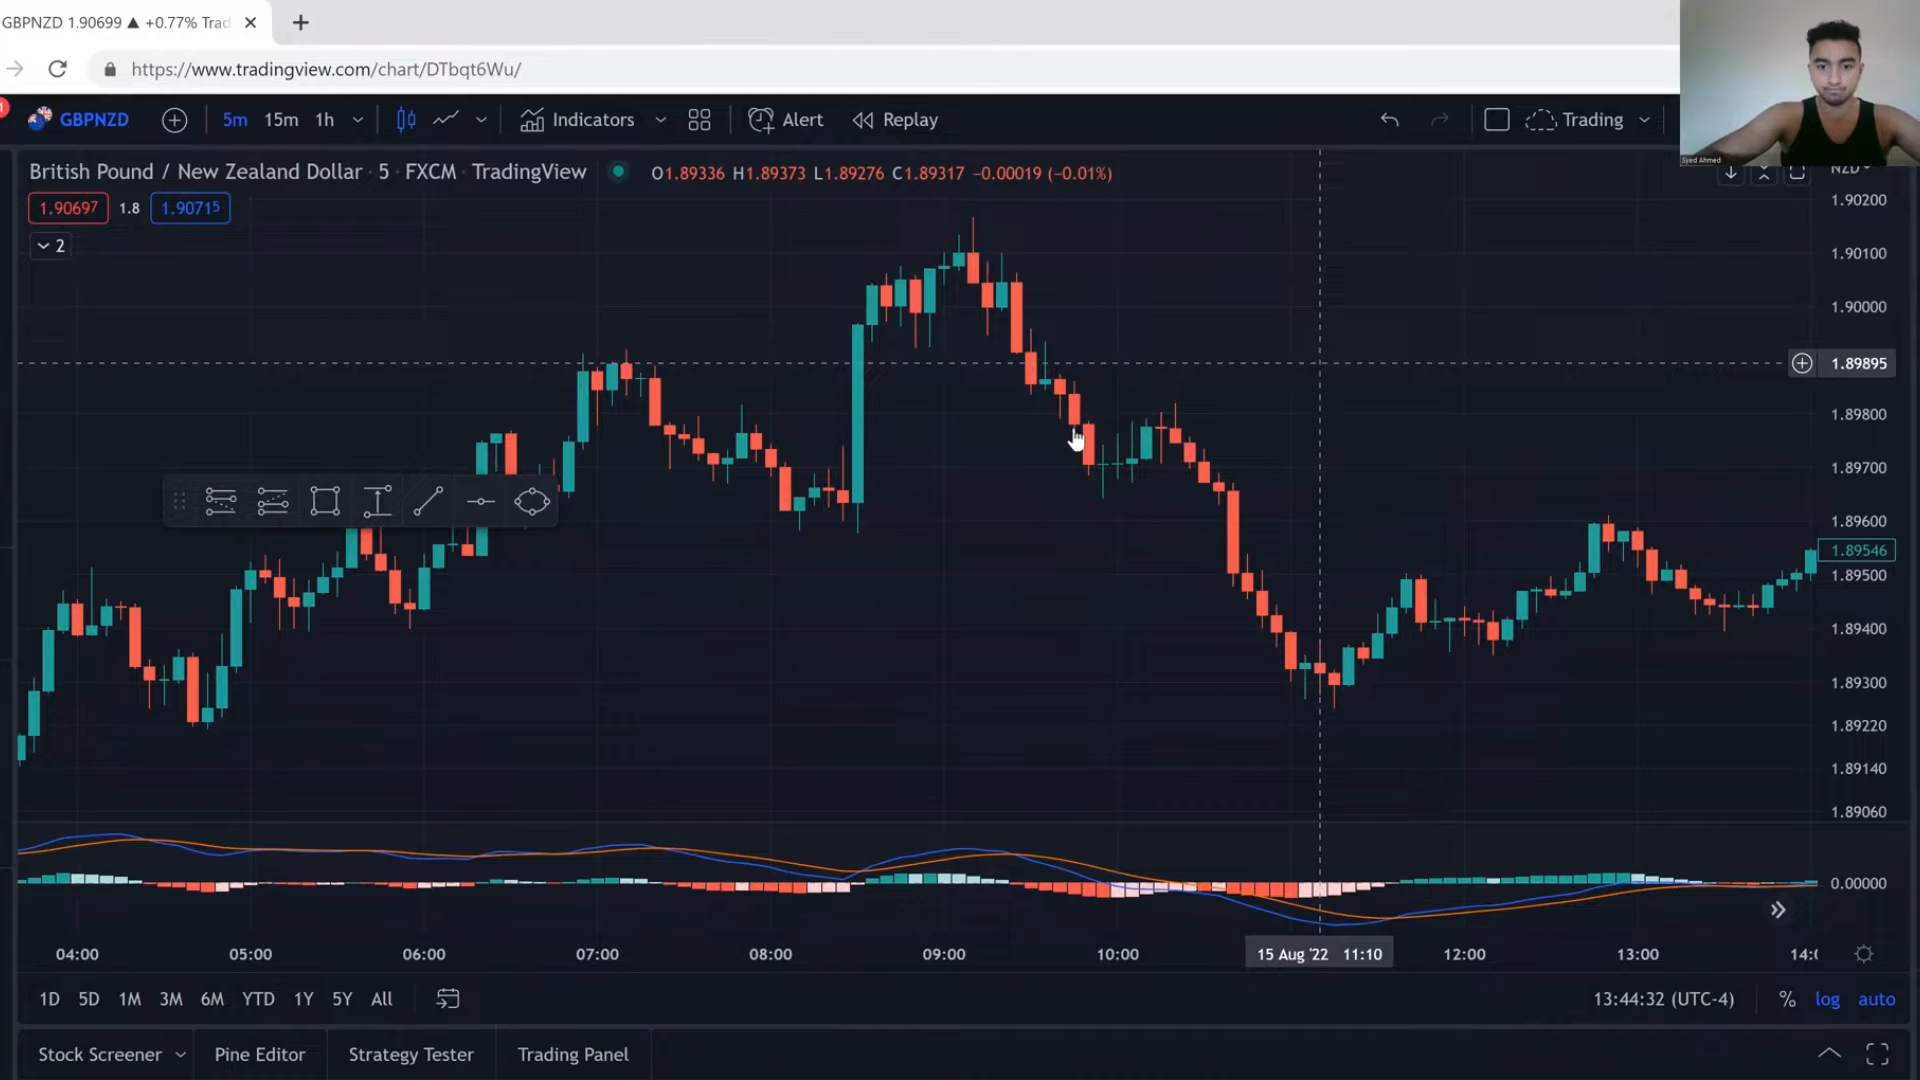 GBPNZD 1.90699 ▲ +0.77% Trad
https://www.tradingview.com/chart/DTbqt6Wu/
Syed Ahmed
GBPNZD 5m 15m 1h Indicators Alert Replay Trading
British Pound / New Zealand Dollar · 5 · FXCM · TradingView O1.89336 H1.89373 L1.89276 C1.89317 −0.00019 (−0.01%)
NZD
1.90697 1.8 1.90715
2
1.90200
1.90100
1.90000
1.89895
1.89800
1.89700
1.89600
1.89546
1.89500
1.89400
1.89300
1.89220
1.89140
1.89060
0.00000
04:00 05:00 06:00 07:00 08:00 09:00 10:00 15 Aug '22 11:10 12:00 13:00 14:0
1D 5D 1M 3M 6M YTD 1Y 5Y All 13:44:32 (UTC-4) % log auto
Stock Screener Pine Editor Strategy Tester Trading Panel